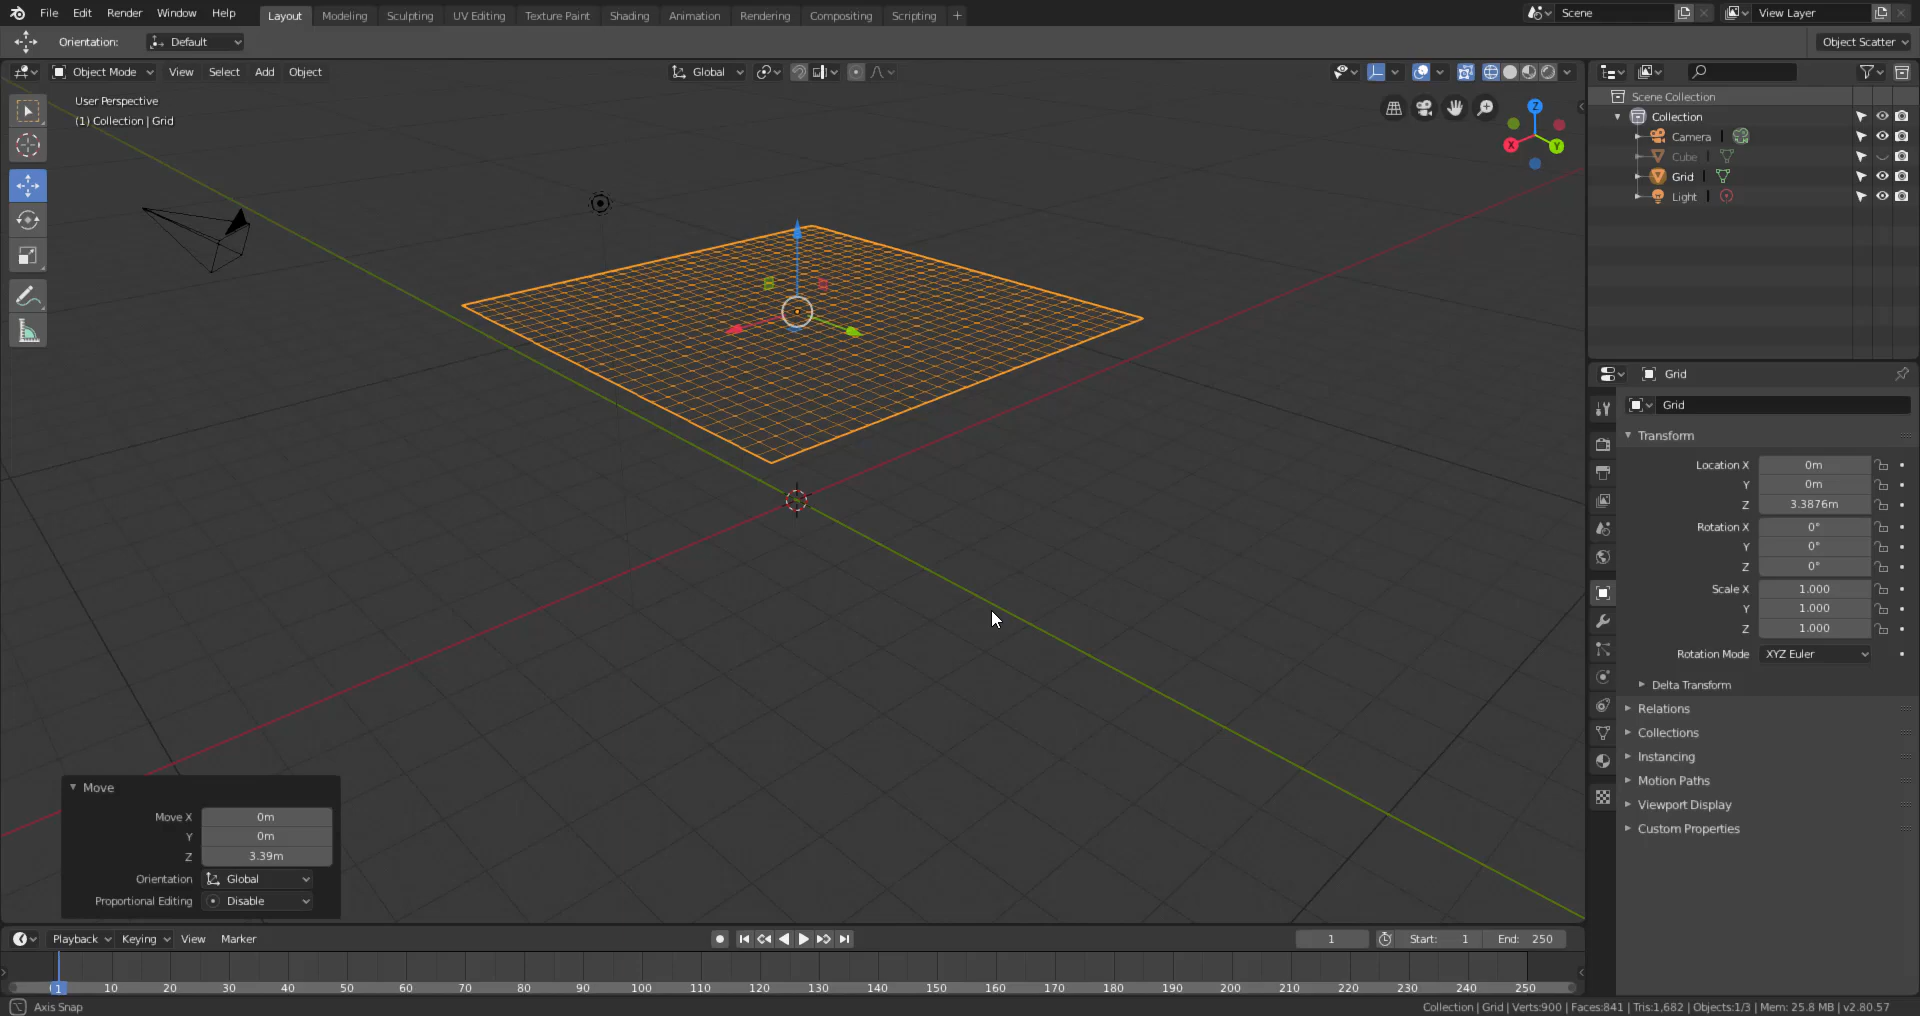 File Edit Render Window Help Layout Modeling Sculpting UV Editing Texture Paint Shading Animation Rendering Compositing Scripting + Scene View Layer
Orientation: Default Object Scatter
Object Mode View Select Add Object Global
User Perspective
(1) Collection | Grid
Z
X
Y
Scene Collection
Collection
Camera
Cube
Grid
Light
Grid
Grid
Transform
Location X 0m
Y 0m
Z 3.3876m
Rotation X 0°
Y 0°
Z 0°
Scale X 1.000
Y 1.000
Z 1.000
Rotation Mode XYZ Euler
Delta Transform
Relations
Collections
Instancing
Motion Paths
Viewport Display
Custom Properties
Move
Move X 0m
Y 0m
Z 3.39m
Orientation Global
Proportional Editing Disable
Playback Keying View Marker 1 Start: 1 End: 250
1 10 20 30 40 50 60 70 80 90 100 110 120 130 140 150 160 170 180 190 200 210 220 230 240 250
Axis Snap Collection | Grid | Verts:900 | Faces:841 | Tris:1,682 | Objects:1/3 | Mem: 25.8 MB | v2.80.57